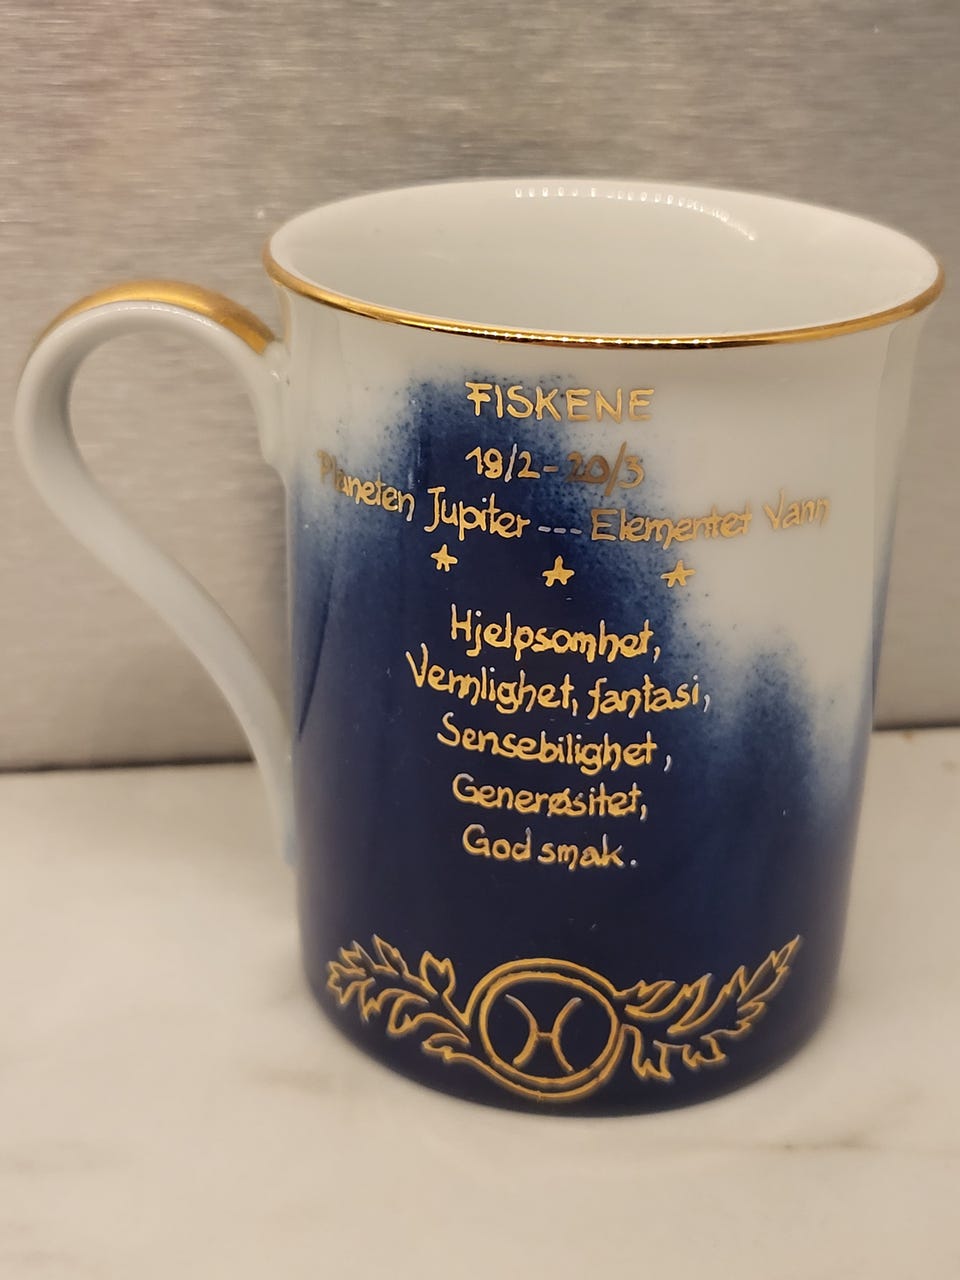 FISKENE
19/2-20/3
Planeten Jupiter --- Elementet Vann
Hjelpsomhet,
Vennlighet, fantasi,
Sensebilighet,
Generøsitet,
God smak.